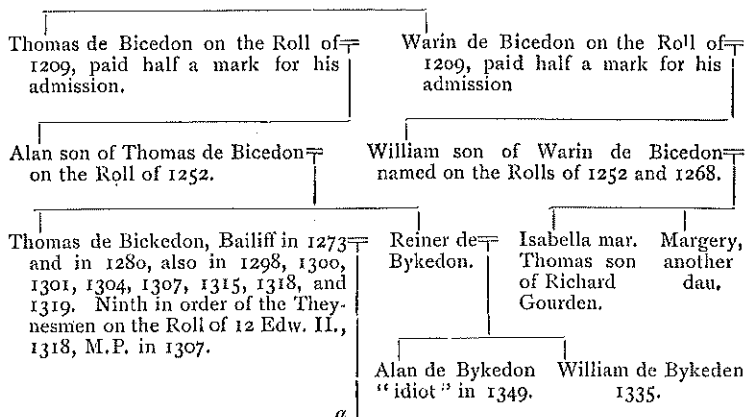 Thomas de Bicedon on the Roll of
1209, paid half a mark for his
admission.
Warin de Bicedon on the Roll of
1209, paid half a mark for his
admission
Alan son of Thomas de Bicedon
on the Roll of 1252.
William son of Warin de Bicedon
named on the Rolls of 1252 and 1268.
Thomas de Bickedon, Bailiff in 1273
and in 1280, also in 1298, 1300,
1301, 1304, 1307, 1315, 1318, and
1319. Ninth in order of the They-
nesmen on the Roll of 12 Edw. II.,
1318, M.P. in 1307.
Reiner de
Bykedon.
Isabella mar.
Thomas son
of Richard
Gourden.
Margery,
another
dau.
Alan de Bykedon
"idiot" in 1349.
William de Bykeden
1335.
a